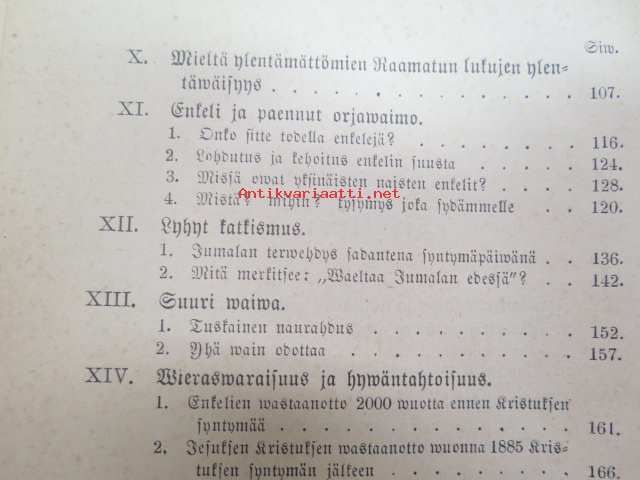 Siw.
X. Mieltä ylentämättömien Raamatun lukujen ylen=
täwäisyys . . . . . . . . . . . . . . 107.
XI. Enkeli ja paennut orjawaimo.
1. Onko sitte todella enkelejä? . . . . . . . . 116.
2. Lohdutus ja kehoitus enkelin suusta . . . . . 124.
3. Missä owat yksinäisten naisten enkelit? . . . . 128.
Antikvariaatti.net
4. Mistä? mihin? kysymys joka sydämmelle . . . 120.
XII. Lyhyt katkismus.
1. Jumalan terwehdys sadantena syntymäpäiwänä . . 136.
2. Mitä merkitsee: „Waeltaa Jumalan edessä"? . . 142.
XIII. Suuri waiwa.
1. Tuskainen naurahdus . . . . . . . . . . 152.
2. Yhä wain odottaa . . . . . . . . . . . 157.
XIV. Wieraswaraisuus ja hywäntahtoisuus.
1. Enkelien wastaanotto 2000 wuotta ennen Kristuksen
syntymää . . . . . . . . . . . . . . 161.
2. Jesuksen Kristuksen wastaanotto wuonna 1885 Kris=
tuksen syntymän jälkeen . . . . . . . . . 166.